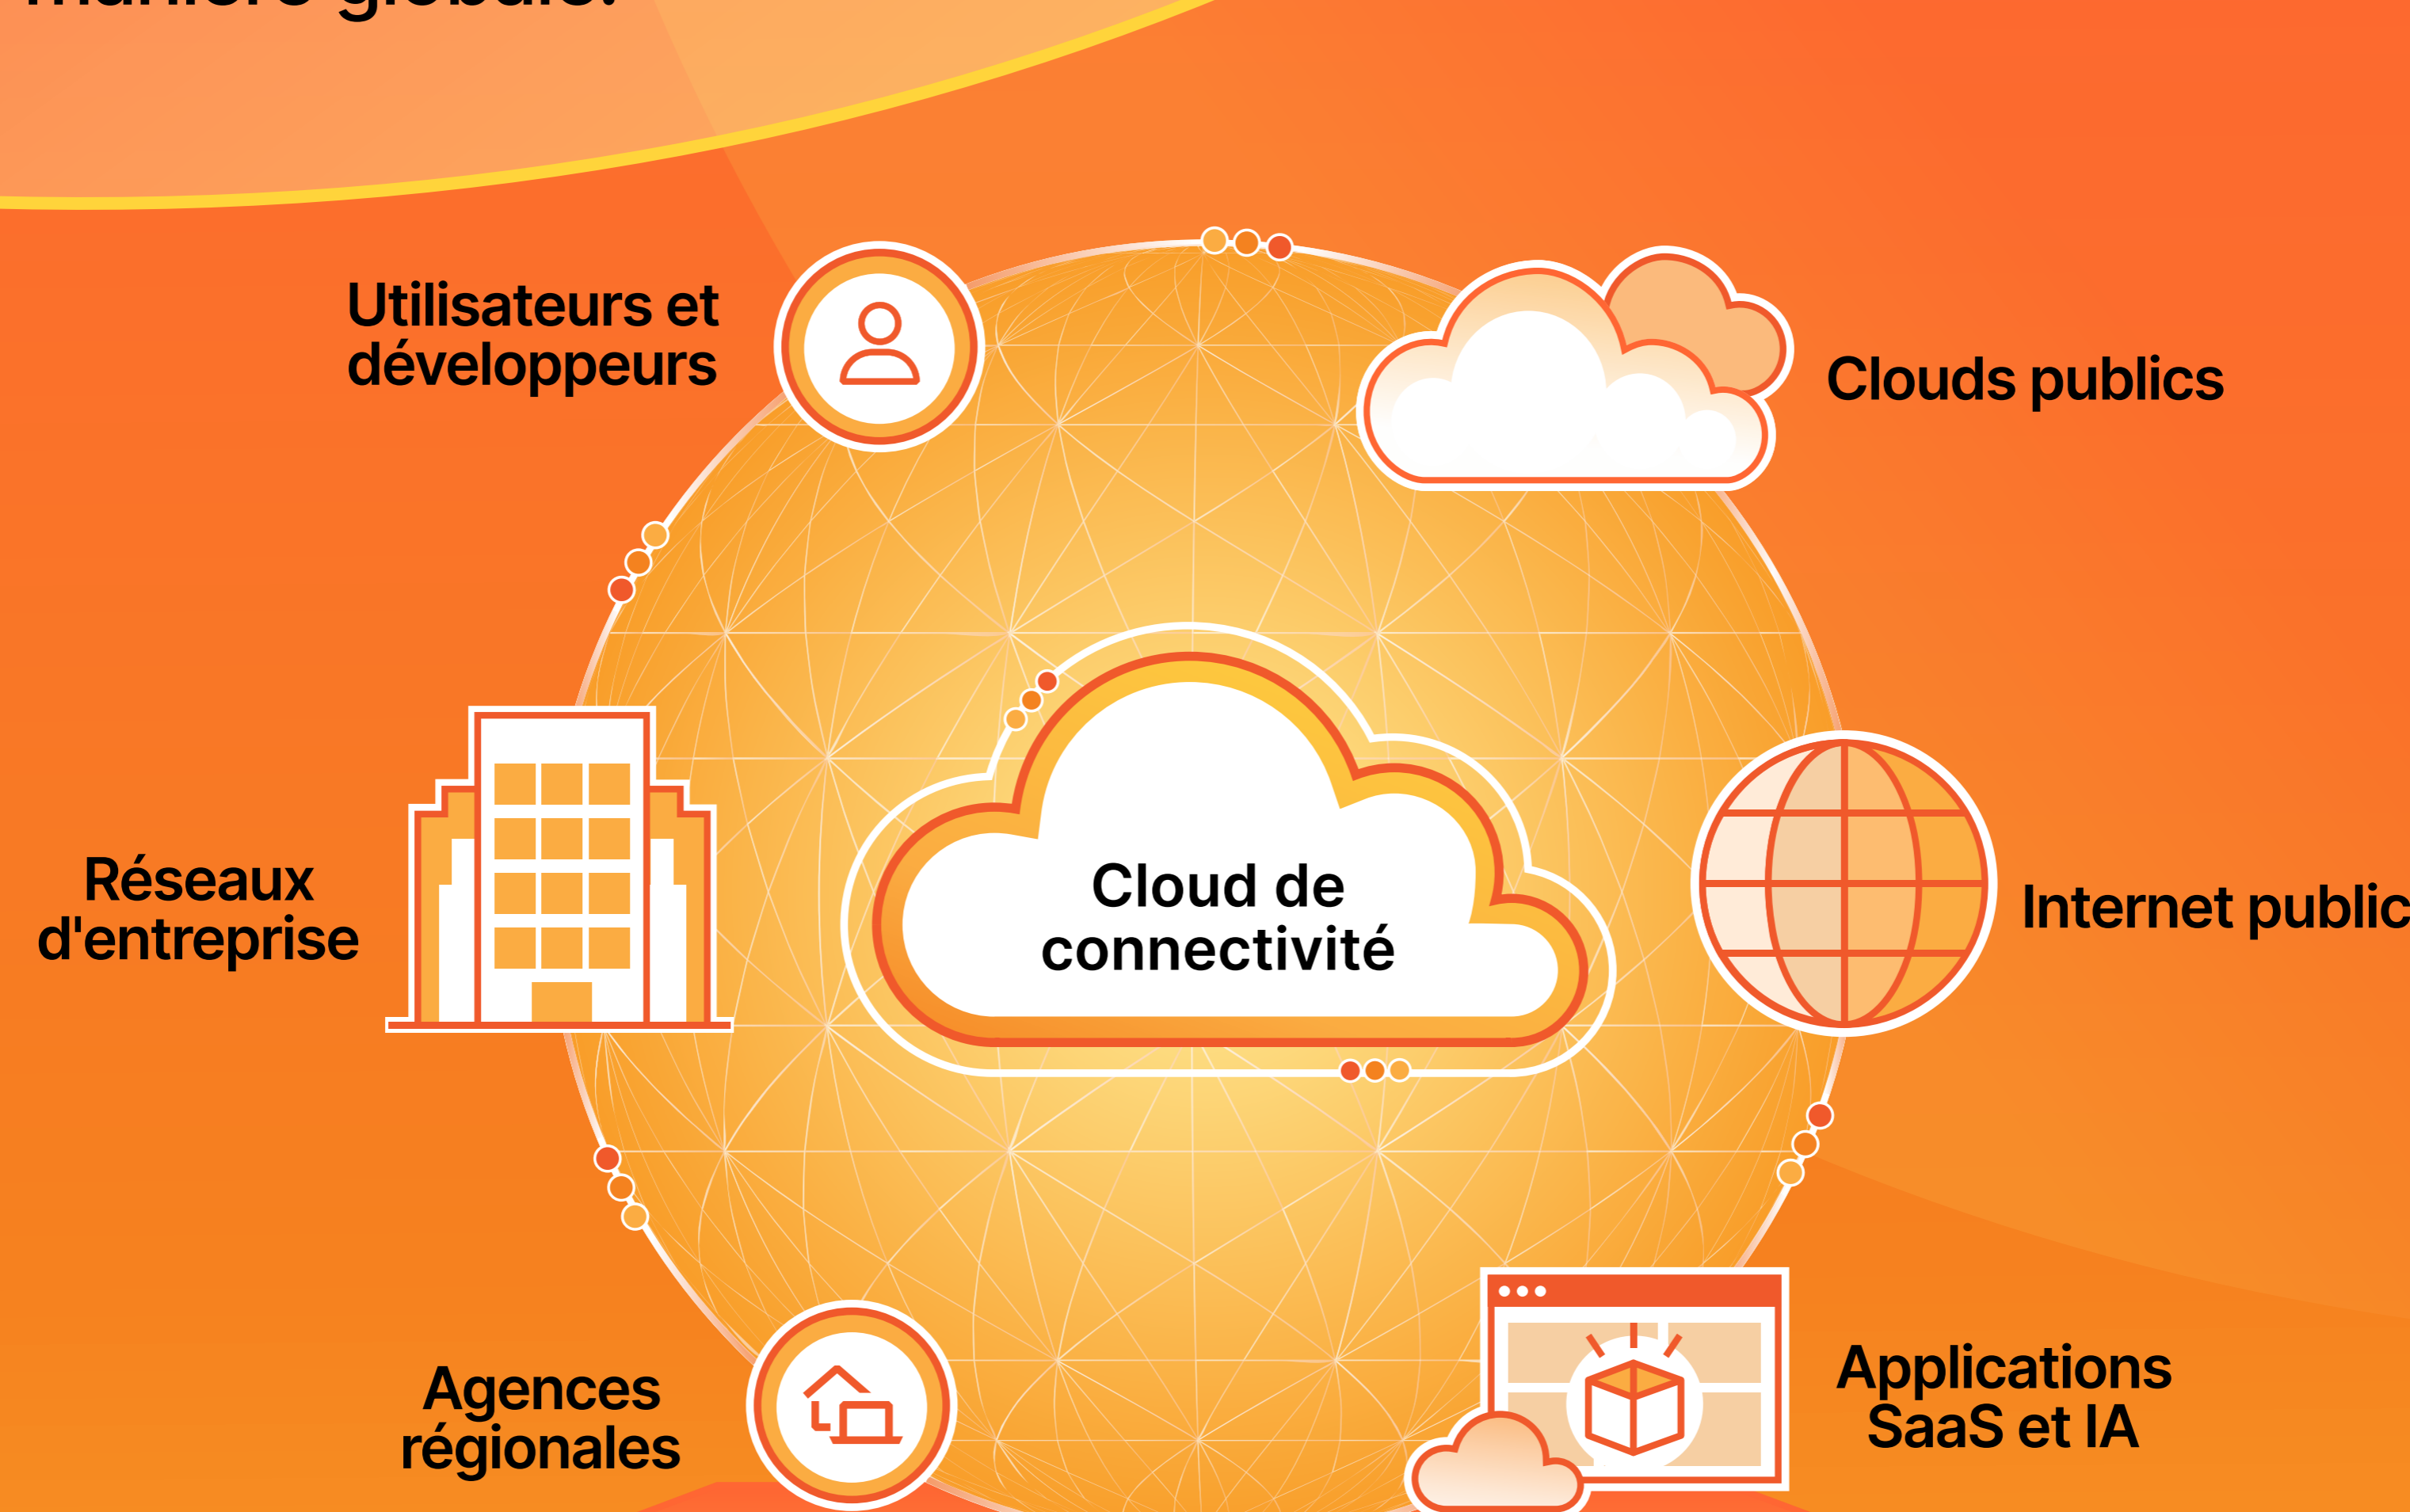 Utilisateurs et
développeurs
Clouds publics
Réseaux
d'entreprise
Cloud de
connectivité
Internet public
Agences
régionales
Applications
SaaS et IA